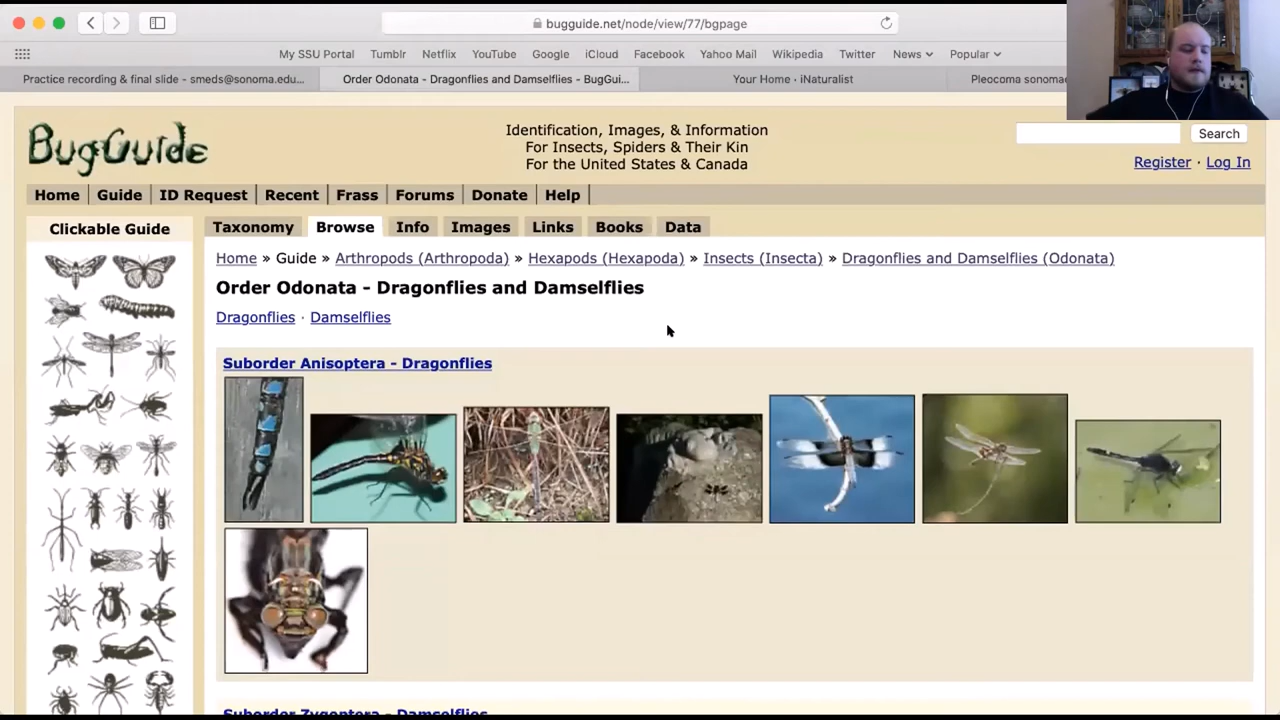 bugguide.net/node/view/77/bgpage
My SSU Portal Tumblr Netflix YouTube Google iCloud Facebook Yahoo Mail Wikipedia Twitter News Popular
Practice recording & final slide - smeds@sonoma.edu... Order Odonata - Dragonflies and Damselflies - BugGui... Your Home · iNaturalist Pleocoma sonomae
BugGuide
Identification, Images, & Information
For Insects, Spiders & Their Kin
For the United States & Canada
Search
Register · Log In
Home Guide ID Request Recent Frass Forums Donate Help
Clickable Guide
Taxonomy Browse Info Images Links Books Data
Home » Guide » Arthropods (Arthropoda) » Hexapods (Hexapoda) » Insects (Insecta) » Dragonflies and Damselflies (Odonata)
Order Odonata - Dragonflies and Damselflies
Dragonflies · Damselflies
Suborder Anisoptera - Dragonflies
Suborder Zygoptera - Damselflies